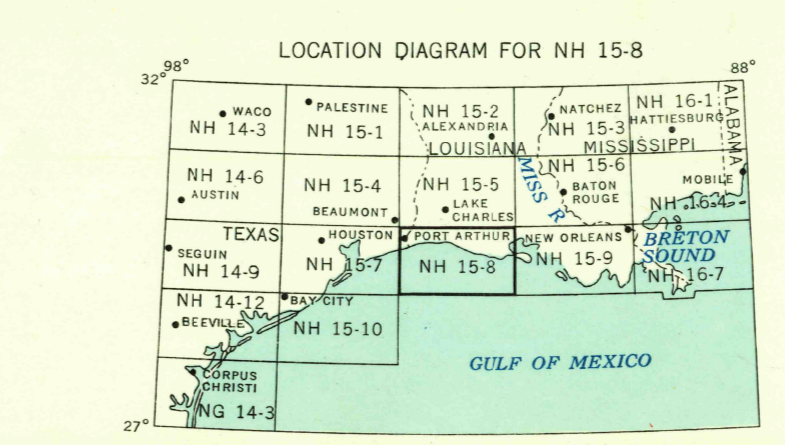 LOCATION DIAGRAM FOR NH 15-8
98°
88°
32°
WACO
NH 14-3
PALESTINE
NH 15-1
NH 15-2
ALEXANDRIA
LOUISIANA
NATCHEZ
NH 15-3
MISSISSIPPI
NH 16-1
HATTIESBURG
ALABAMA
NH 14-6
AUSTIN
NH 15-4
BEAUMONT
NH 15-5
LAKE
CHARLES
MISS R
NH 15-6
BATON
ROUGE
MOBILE
NH 16-4
TEXAS
SEGUIN
NH 14-9
HOUSTON
NH 15-7
PORT ARTHUR
NH 15-8
NEW ORLEANS
NH 15-9
BRETON
SOUND
NH 16-7
NH 14-12
BEEVILLE
BAY CITY
NH 15-10
GULF OF MEXICO
CORPUS
CHRISTI
NG 14-3
27°